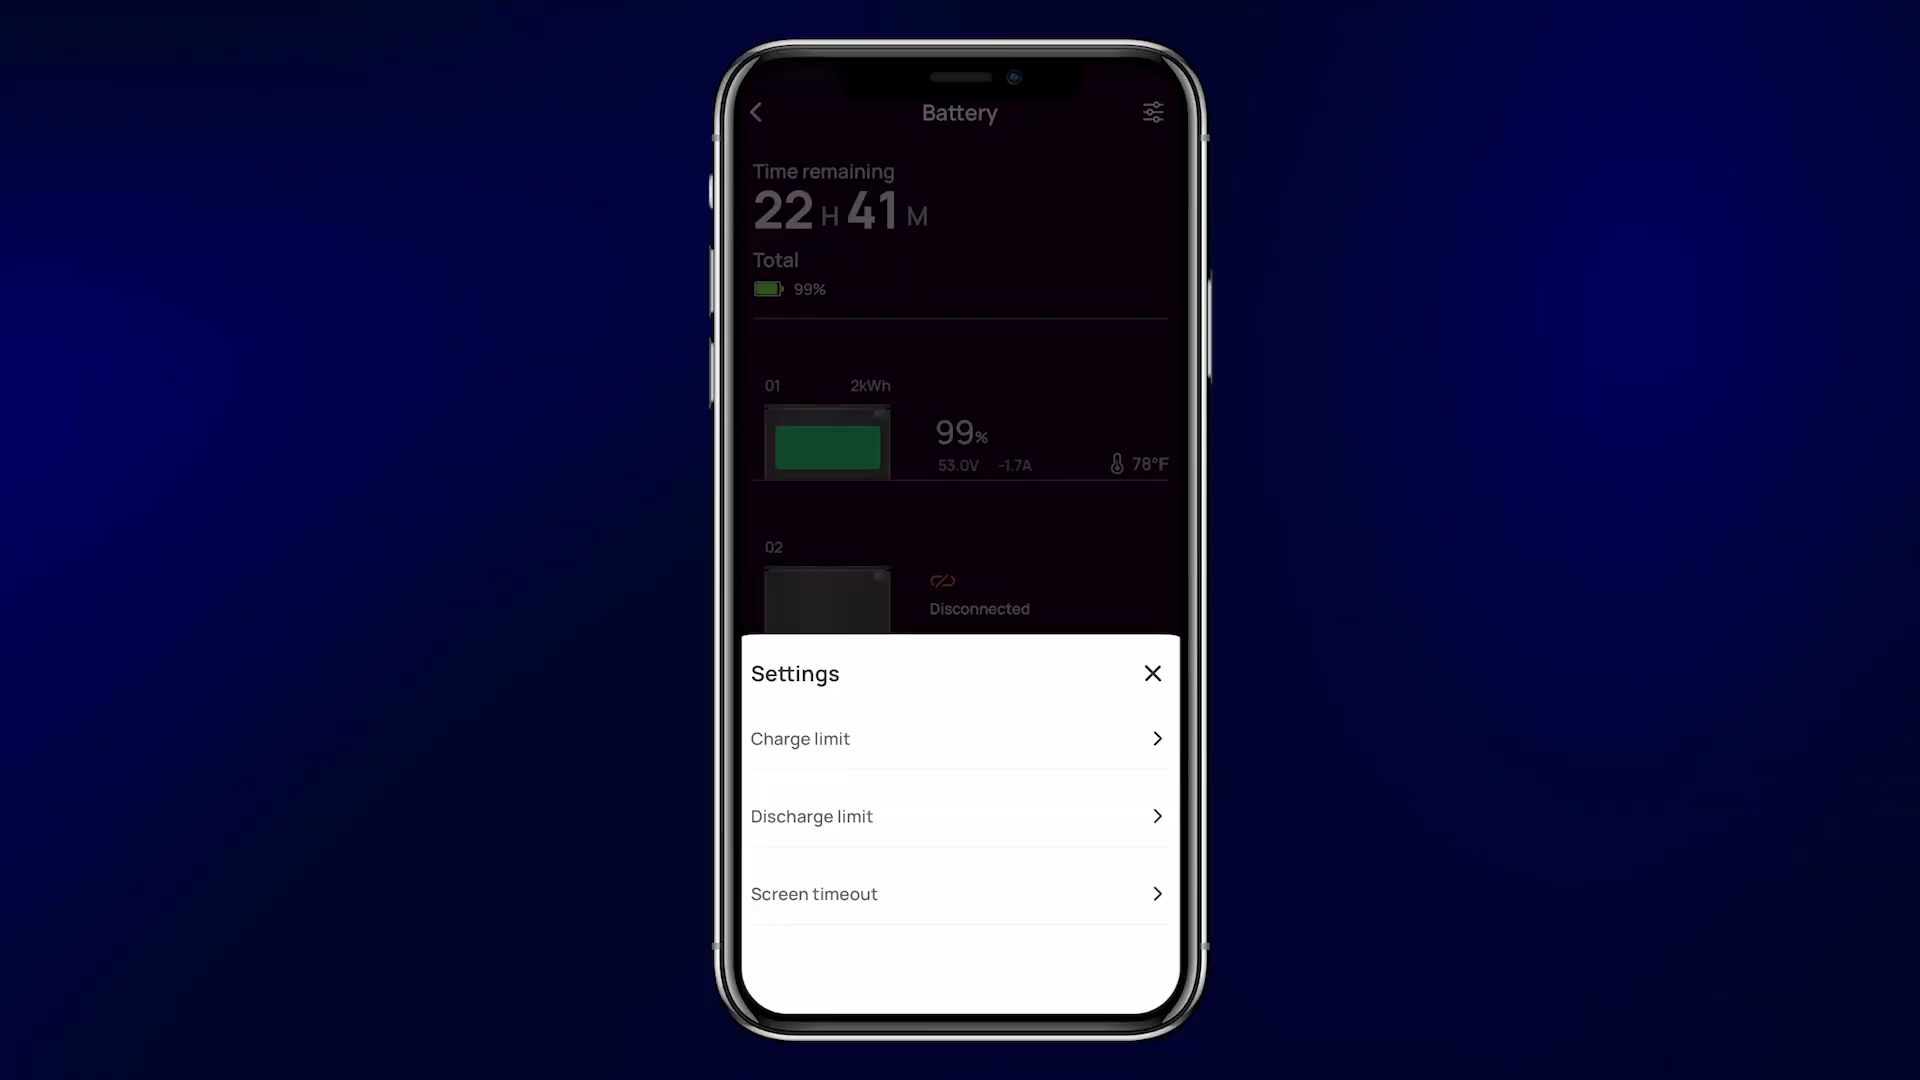 Battery
Time remaining
22 H 41 M
Total
99%
01 2kWh
99%
53.0V -1.7A 78°F
02
Disconnected
Settings
Charge limit
Discharge limit
Screen timeout